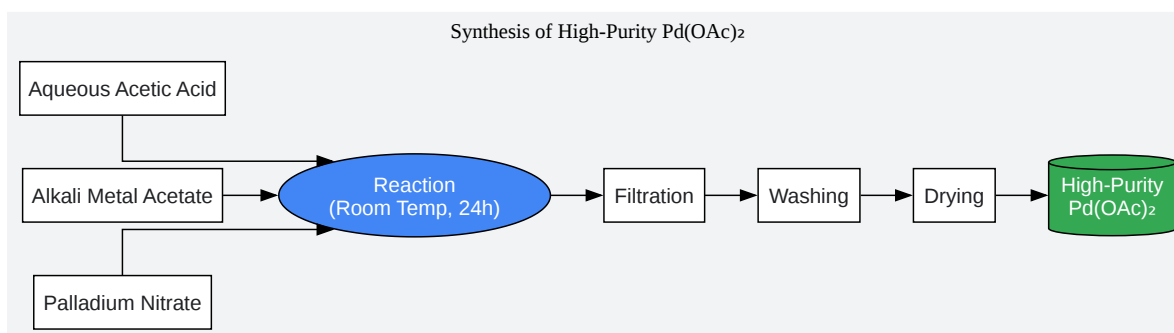 Synthesis of High-Purity Pd(OAc)₂
Aqueous Acetic Acid
Alkali Metal Acetate
Palladium Nitrate
Reaction
(Room Temp, 24h)
Filtration
Washing
Drying
High-Purity
Pd(OAc)₂